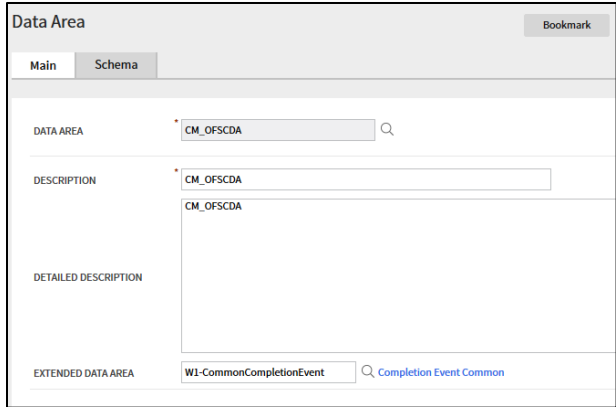 Data Area
Bookmark
Main Schema
DATA AREA * CM_OFSCDA
DESCRIPTION * CM_OFSCDA
CM_OFSCDA
DETAILED DESCRIPTION
EXTENDED DATA AREA W1-CommonCompletionEvent Completion Event Common